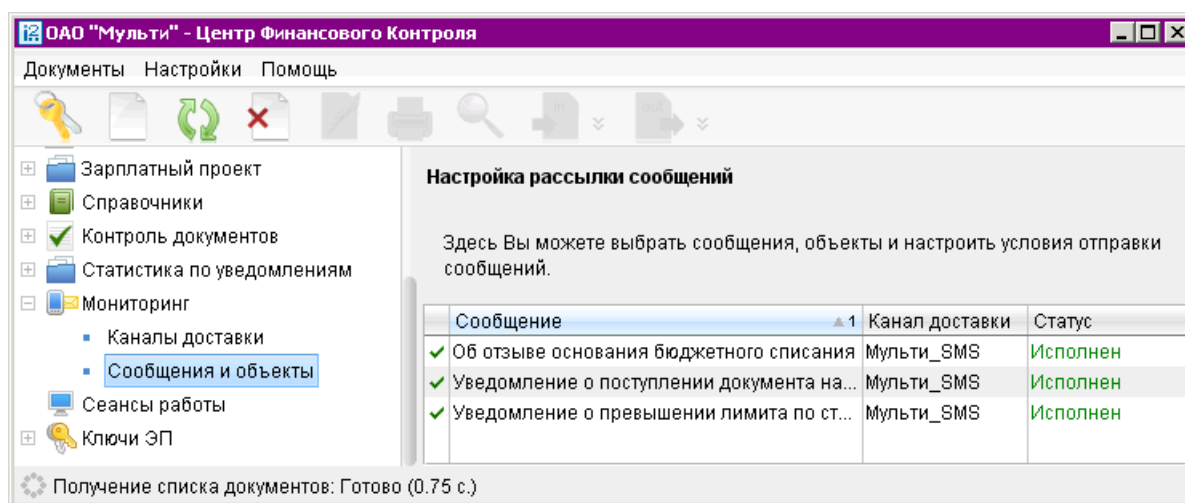 ОАО "Мульти" - Центр Финансового Контроля
Документы Настройки Помощь
in out
Зарплатный проект
Справочники
Контроль документов
Статистика по уведомлениям
Мониторинг
Каналы доставки
Сообщения и объекты
Сеансы работы
Ключи ЭП
Настройка рассылки сообщений
Здесь Вы можете выбрать сообщения, объекты и настроить условия отправки
сообщений.
Сообщение 1 Канал доставки Статус
Об отзыве основания бюджетного списания Мульти_SMS Исполнен
Уведомление о поступлении документа на... Мульти_SMS Исполнен
Уведомление о превышении лимита по ст... Мульти_SMS Исполнен
Получение списка документов: Готово (0.75 с.)